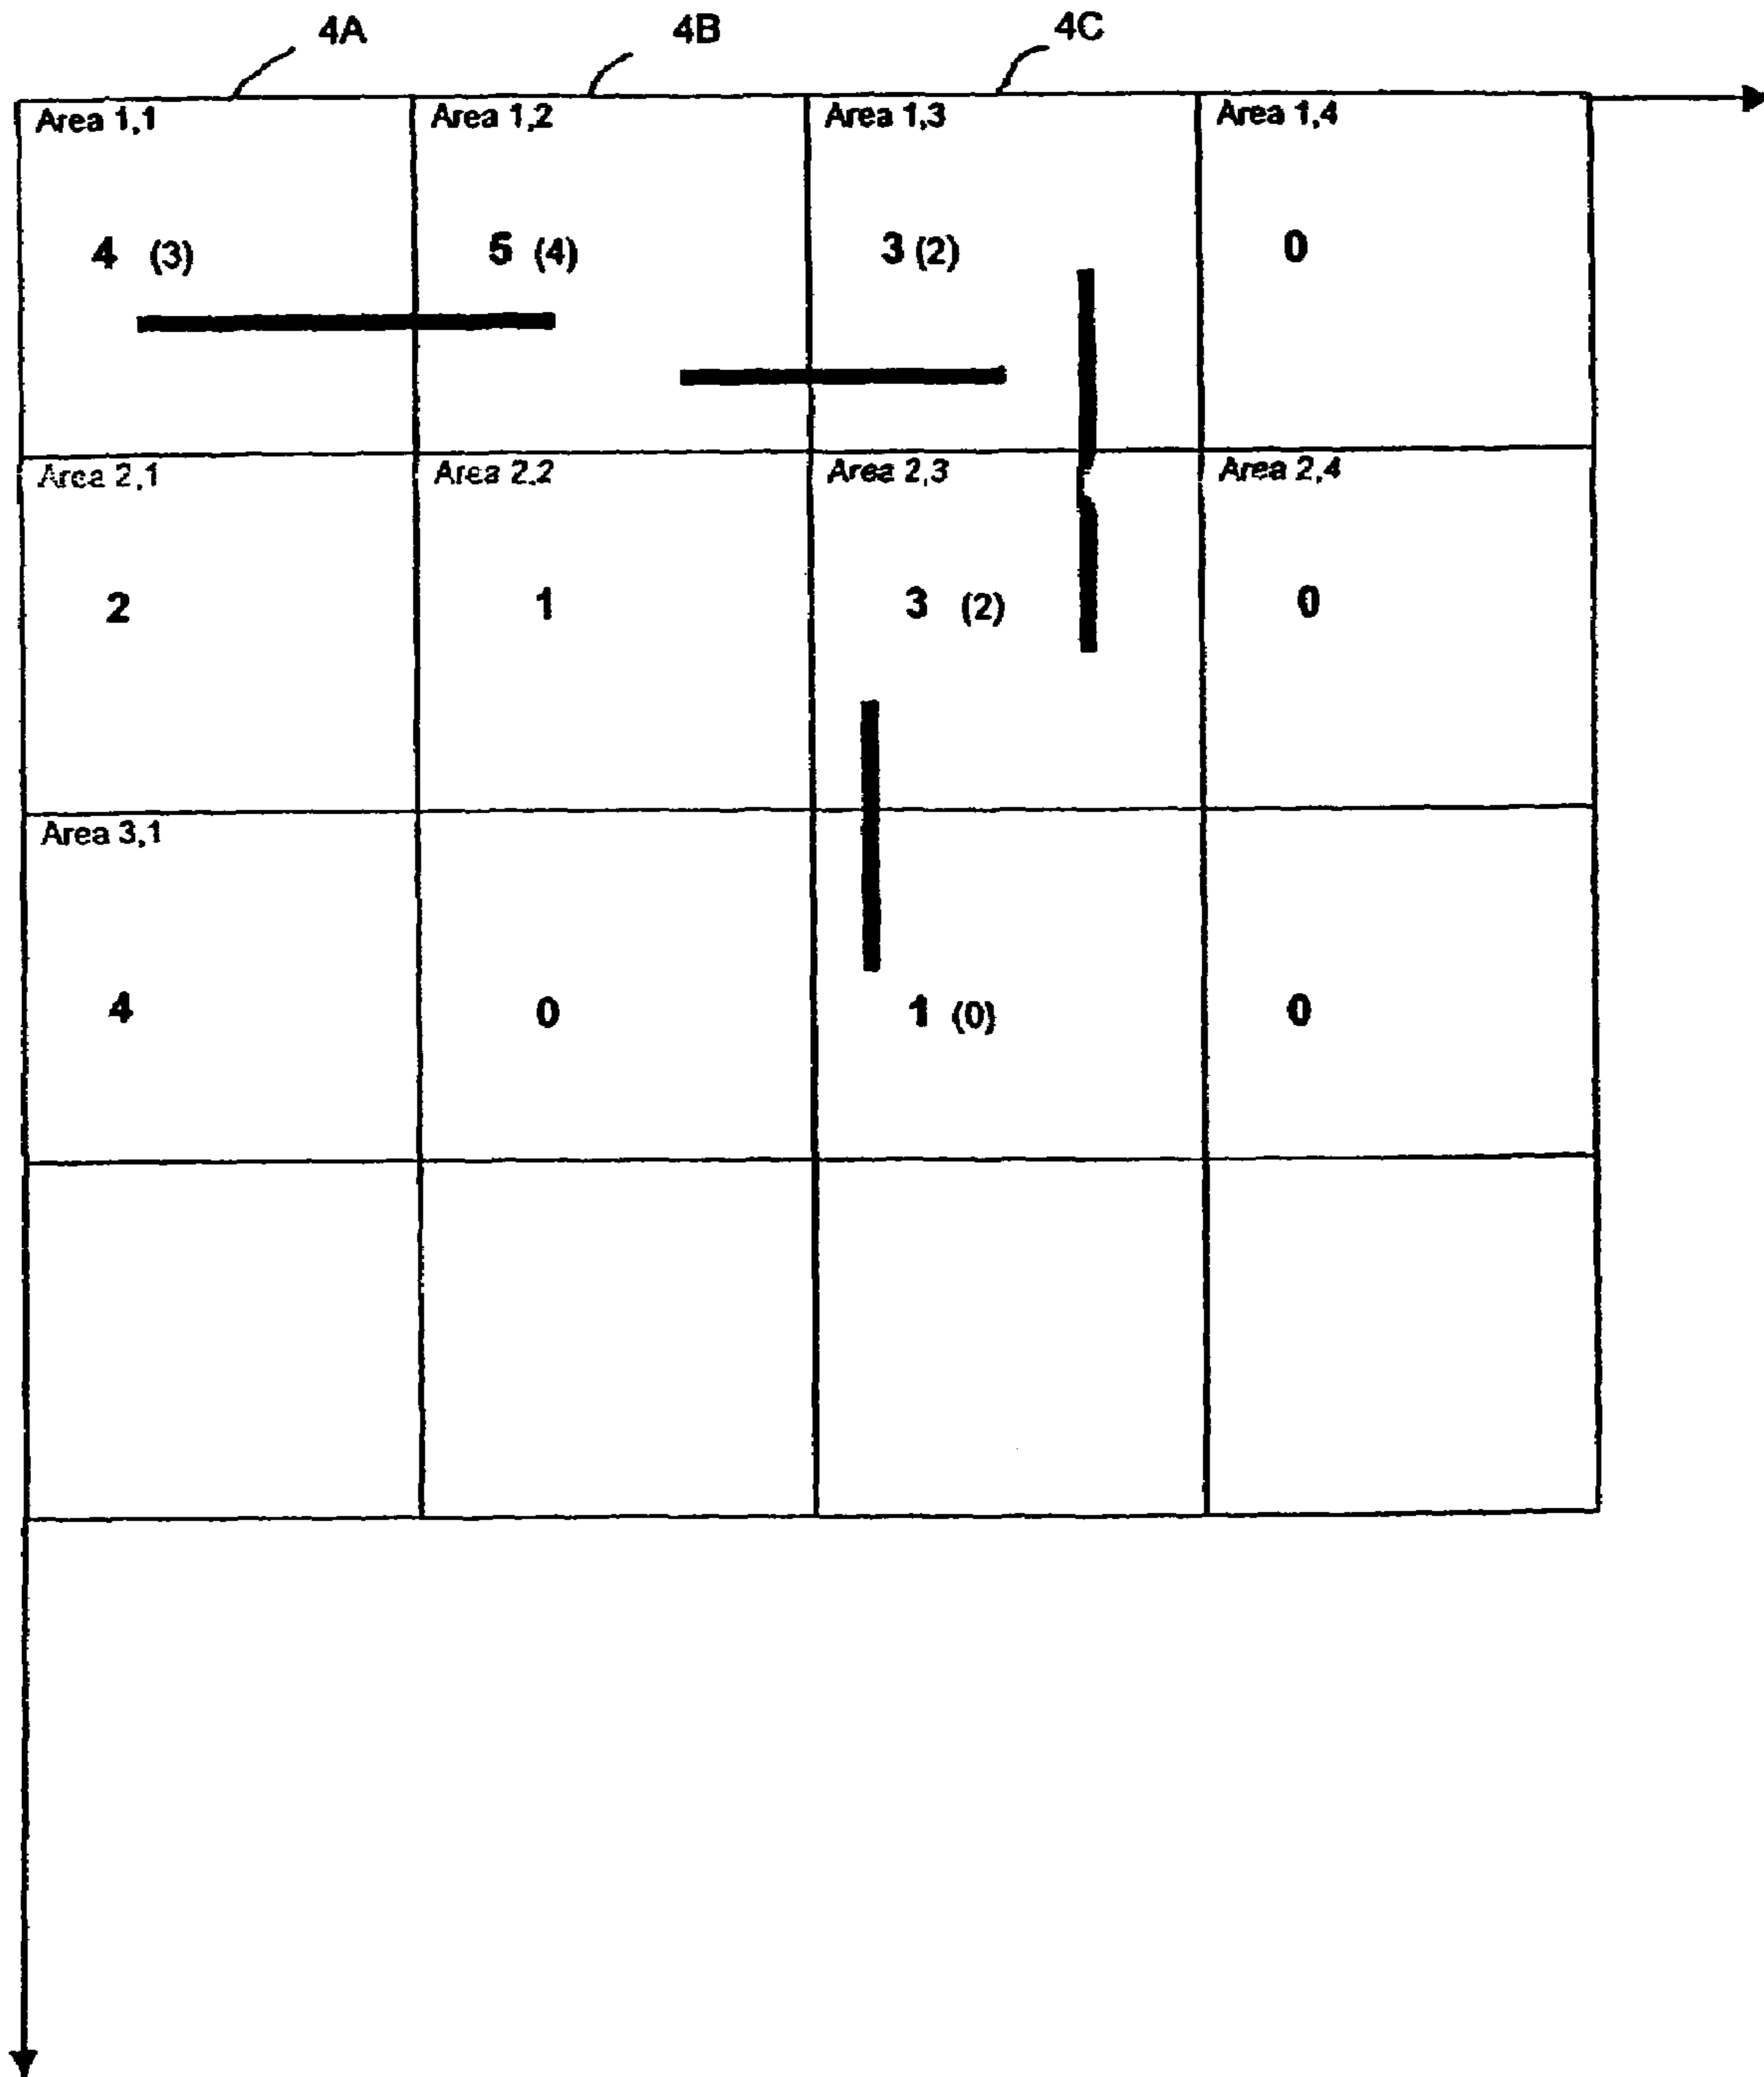 4A 4B 4C
Area 1,1 Area 1,2 Area 1,3 Area 1,4
4 (3) 5 (4) 3 (2) 0
Area 2,1 Area 2,2 Area 2,3 Area 2,4
2 1 3 (2) 0
Area 3,1
4 0 1 (0) 0